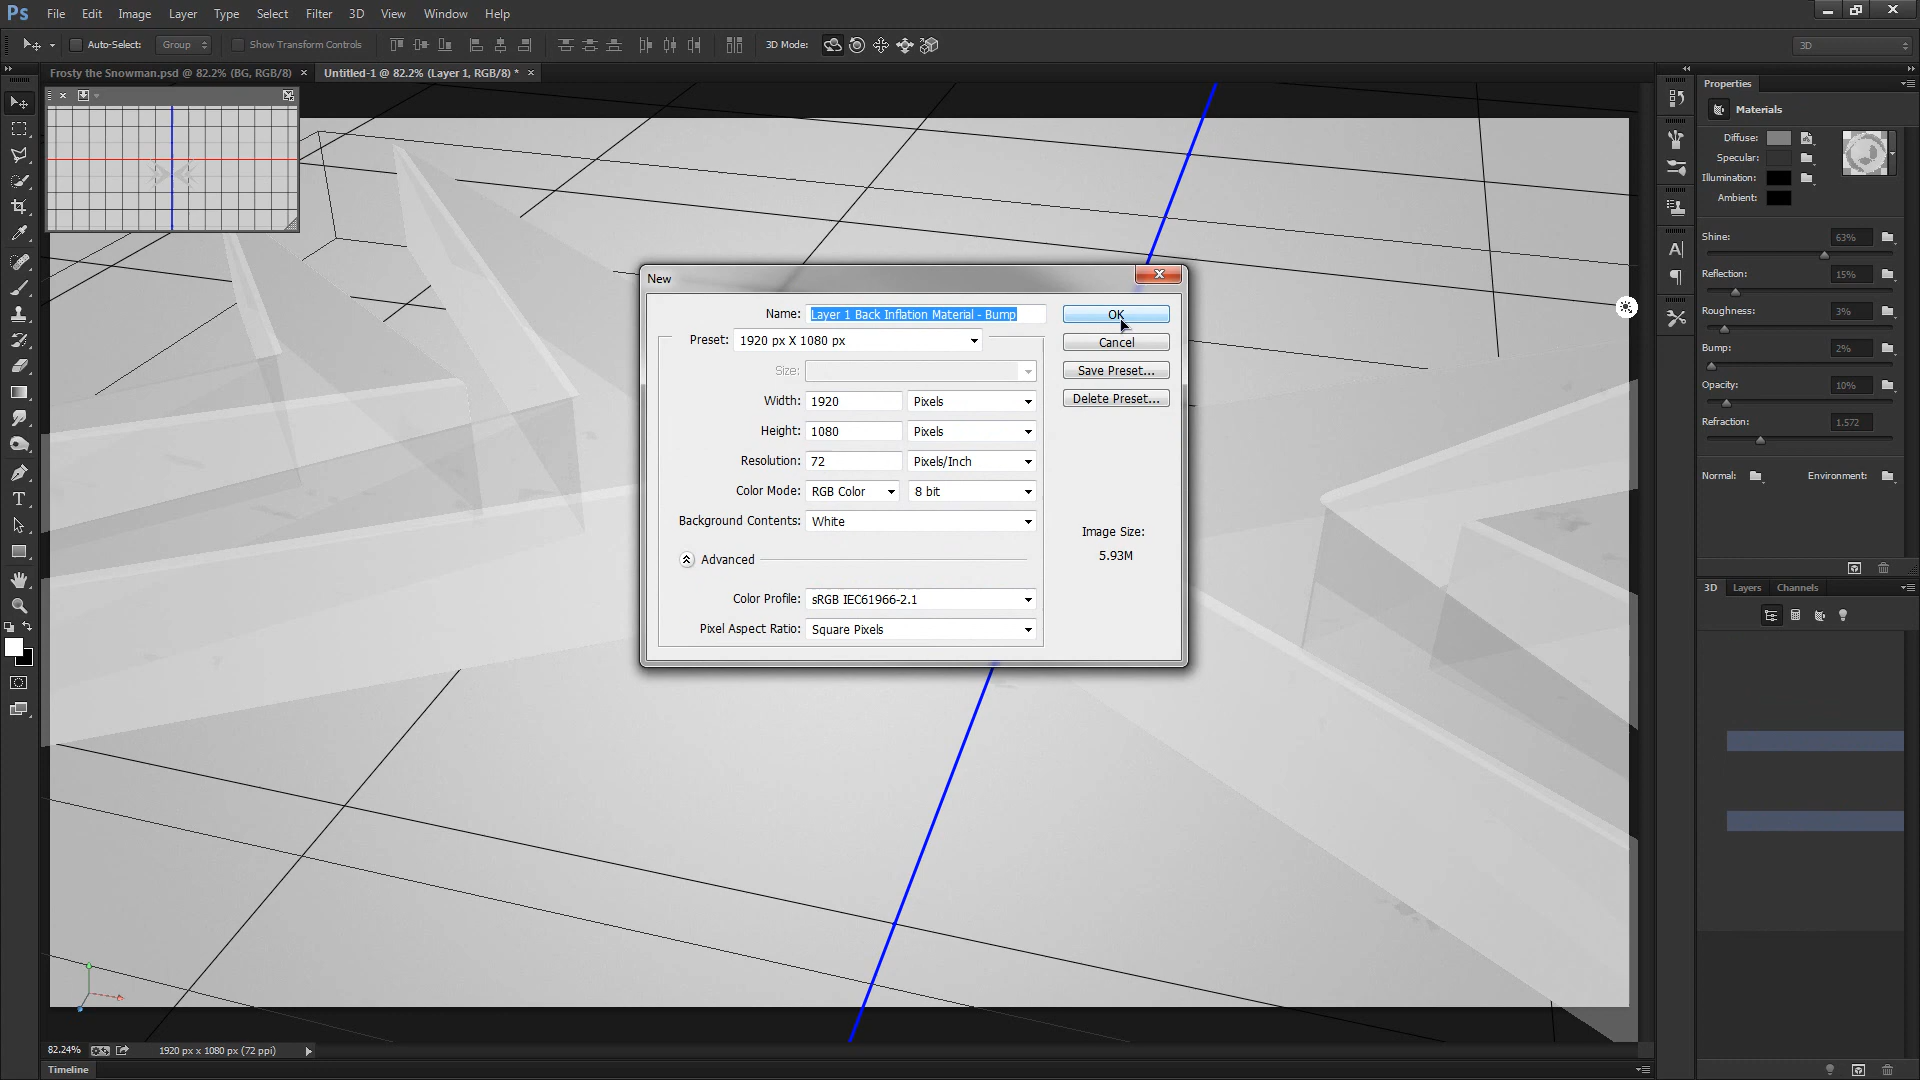 Ps File Edit Image Layer Type Select Filter 3D View Window Help
Auto-Select: Group Show Transform Controls 3D Mode: 3D
Frosty the Snowman.psd @ 82.2% (BG, RGB/8) × Untitled-1 @ 82.2% (Layer 1, RGB/8) * ×
Properties
Materials
Diffuse:
Specular:
Illumination:
Ambient:
Shine: 63%
Reflection: 15%
Roughness: 3%
Bump: 2%
Opacity: 10%
Refraction: 1.572
Normal: Environment:
3D Layers Channels
New
Name: Layer 1 Back Inflation Material - Bump
OK
Preset: 1920 px X 1080 px
Cancel
Size:
Save Preset...
Width: 1920 Pixels
Delete Preset...
Height: 1080 Pixels
Resolution: 72 Pixels/Inch
Color Mode: RGB Color 8 bit
Background Contents: White
Image Size:
5.93M
Advanced
Color Profile: sRGB IEC61966-2.1
Pixel Aspect Ratio: Square Pixels
82.24% 1920 px x 1080 px (72 ppi)
Timeline